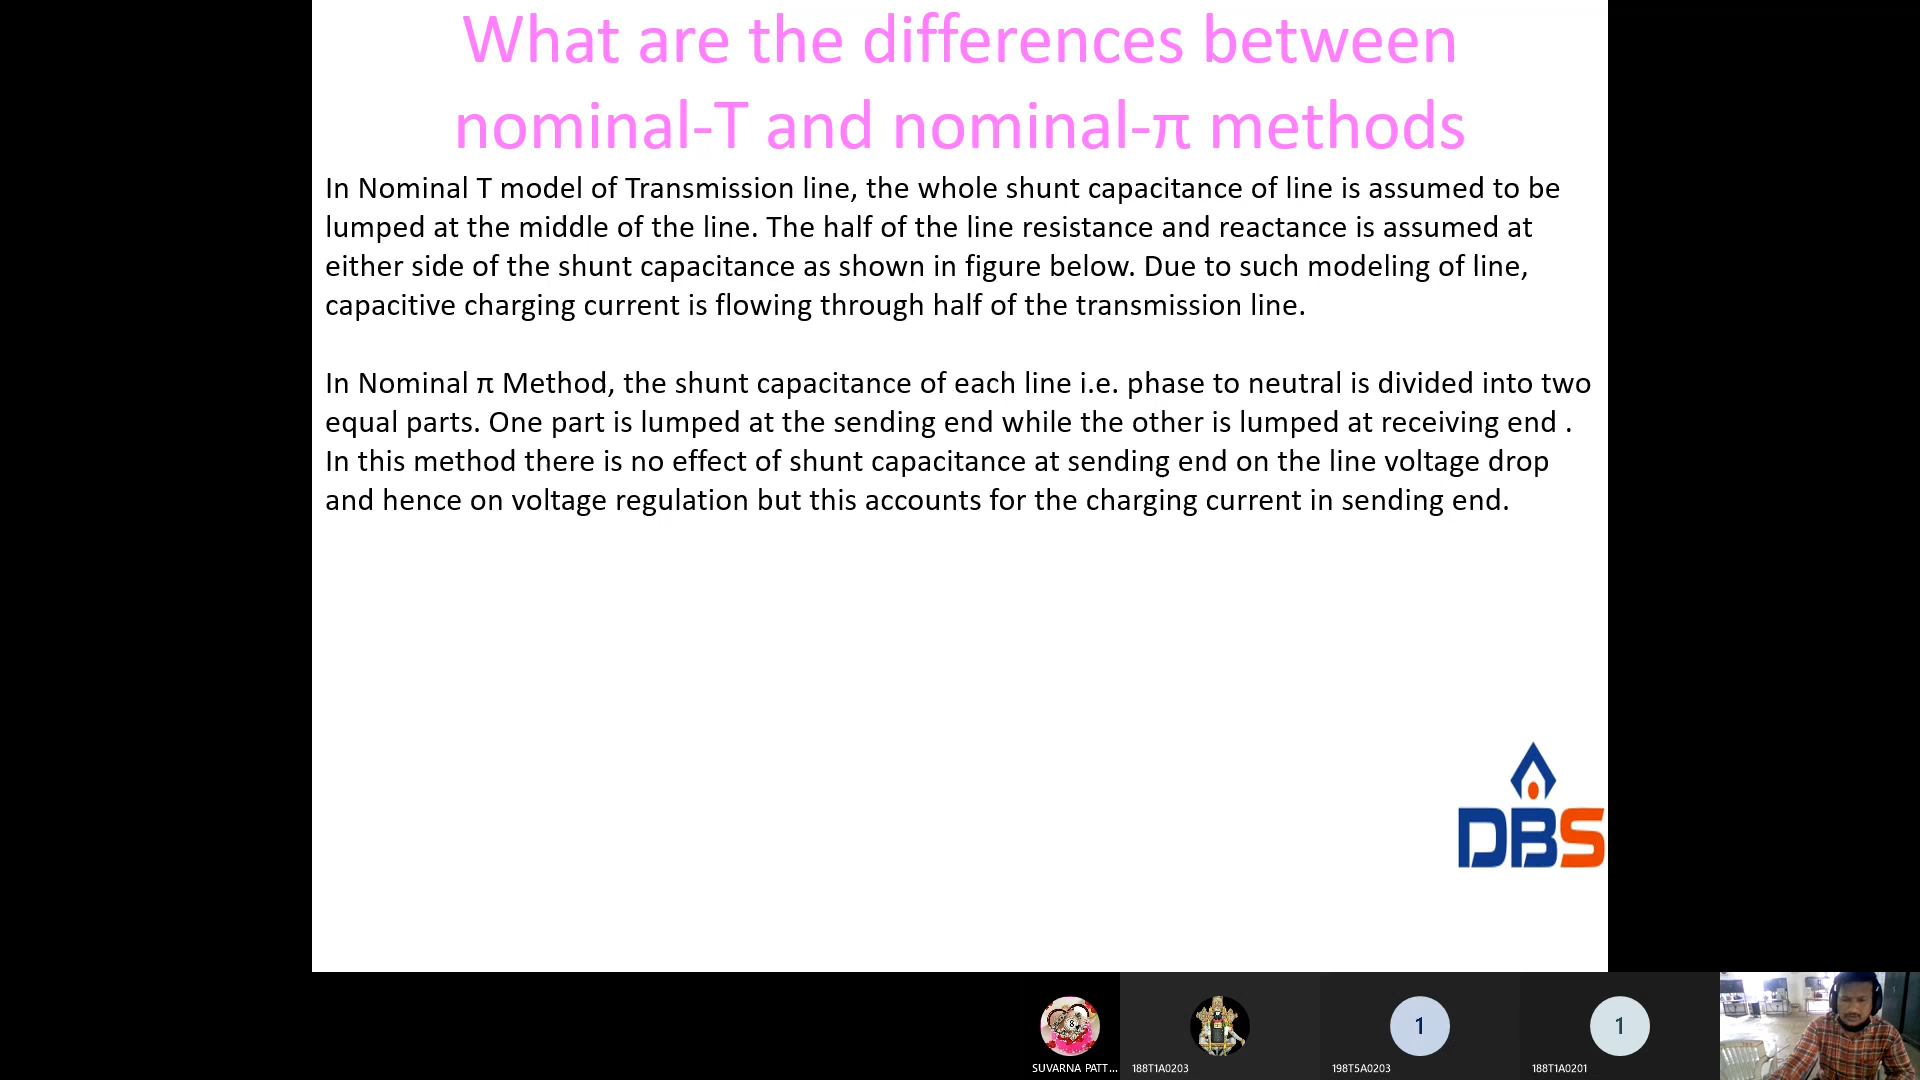 What are the differences between
nominal-T and nominal-π methods
In Nominal T model of Transmission line, the whole shunt capacitance of line is assumed to be
lumped at the middle of the line. The half of the line resistance and reactance is assumed at
either side of the shunt capacitance as shown in figure below. Due to such modeling of line,
capacitive charging current is flowing through half of the transmission line.
In Nominal π Method, the shunt capacitance of each line i.e. phase to neutral is divided into two
equal parts. One part is lumped at the sending end while the other is lumped at receiving end .
In this method there is no effect of shunt capacitance at sending end on the line voltage drop
and hence on voltage regulation but this accounts for the charging current in sending end.
DBS
1
1
SUVARNA PATT...
188T1A0203
198T5A0203
188T1A0201